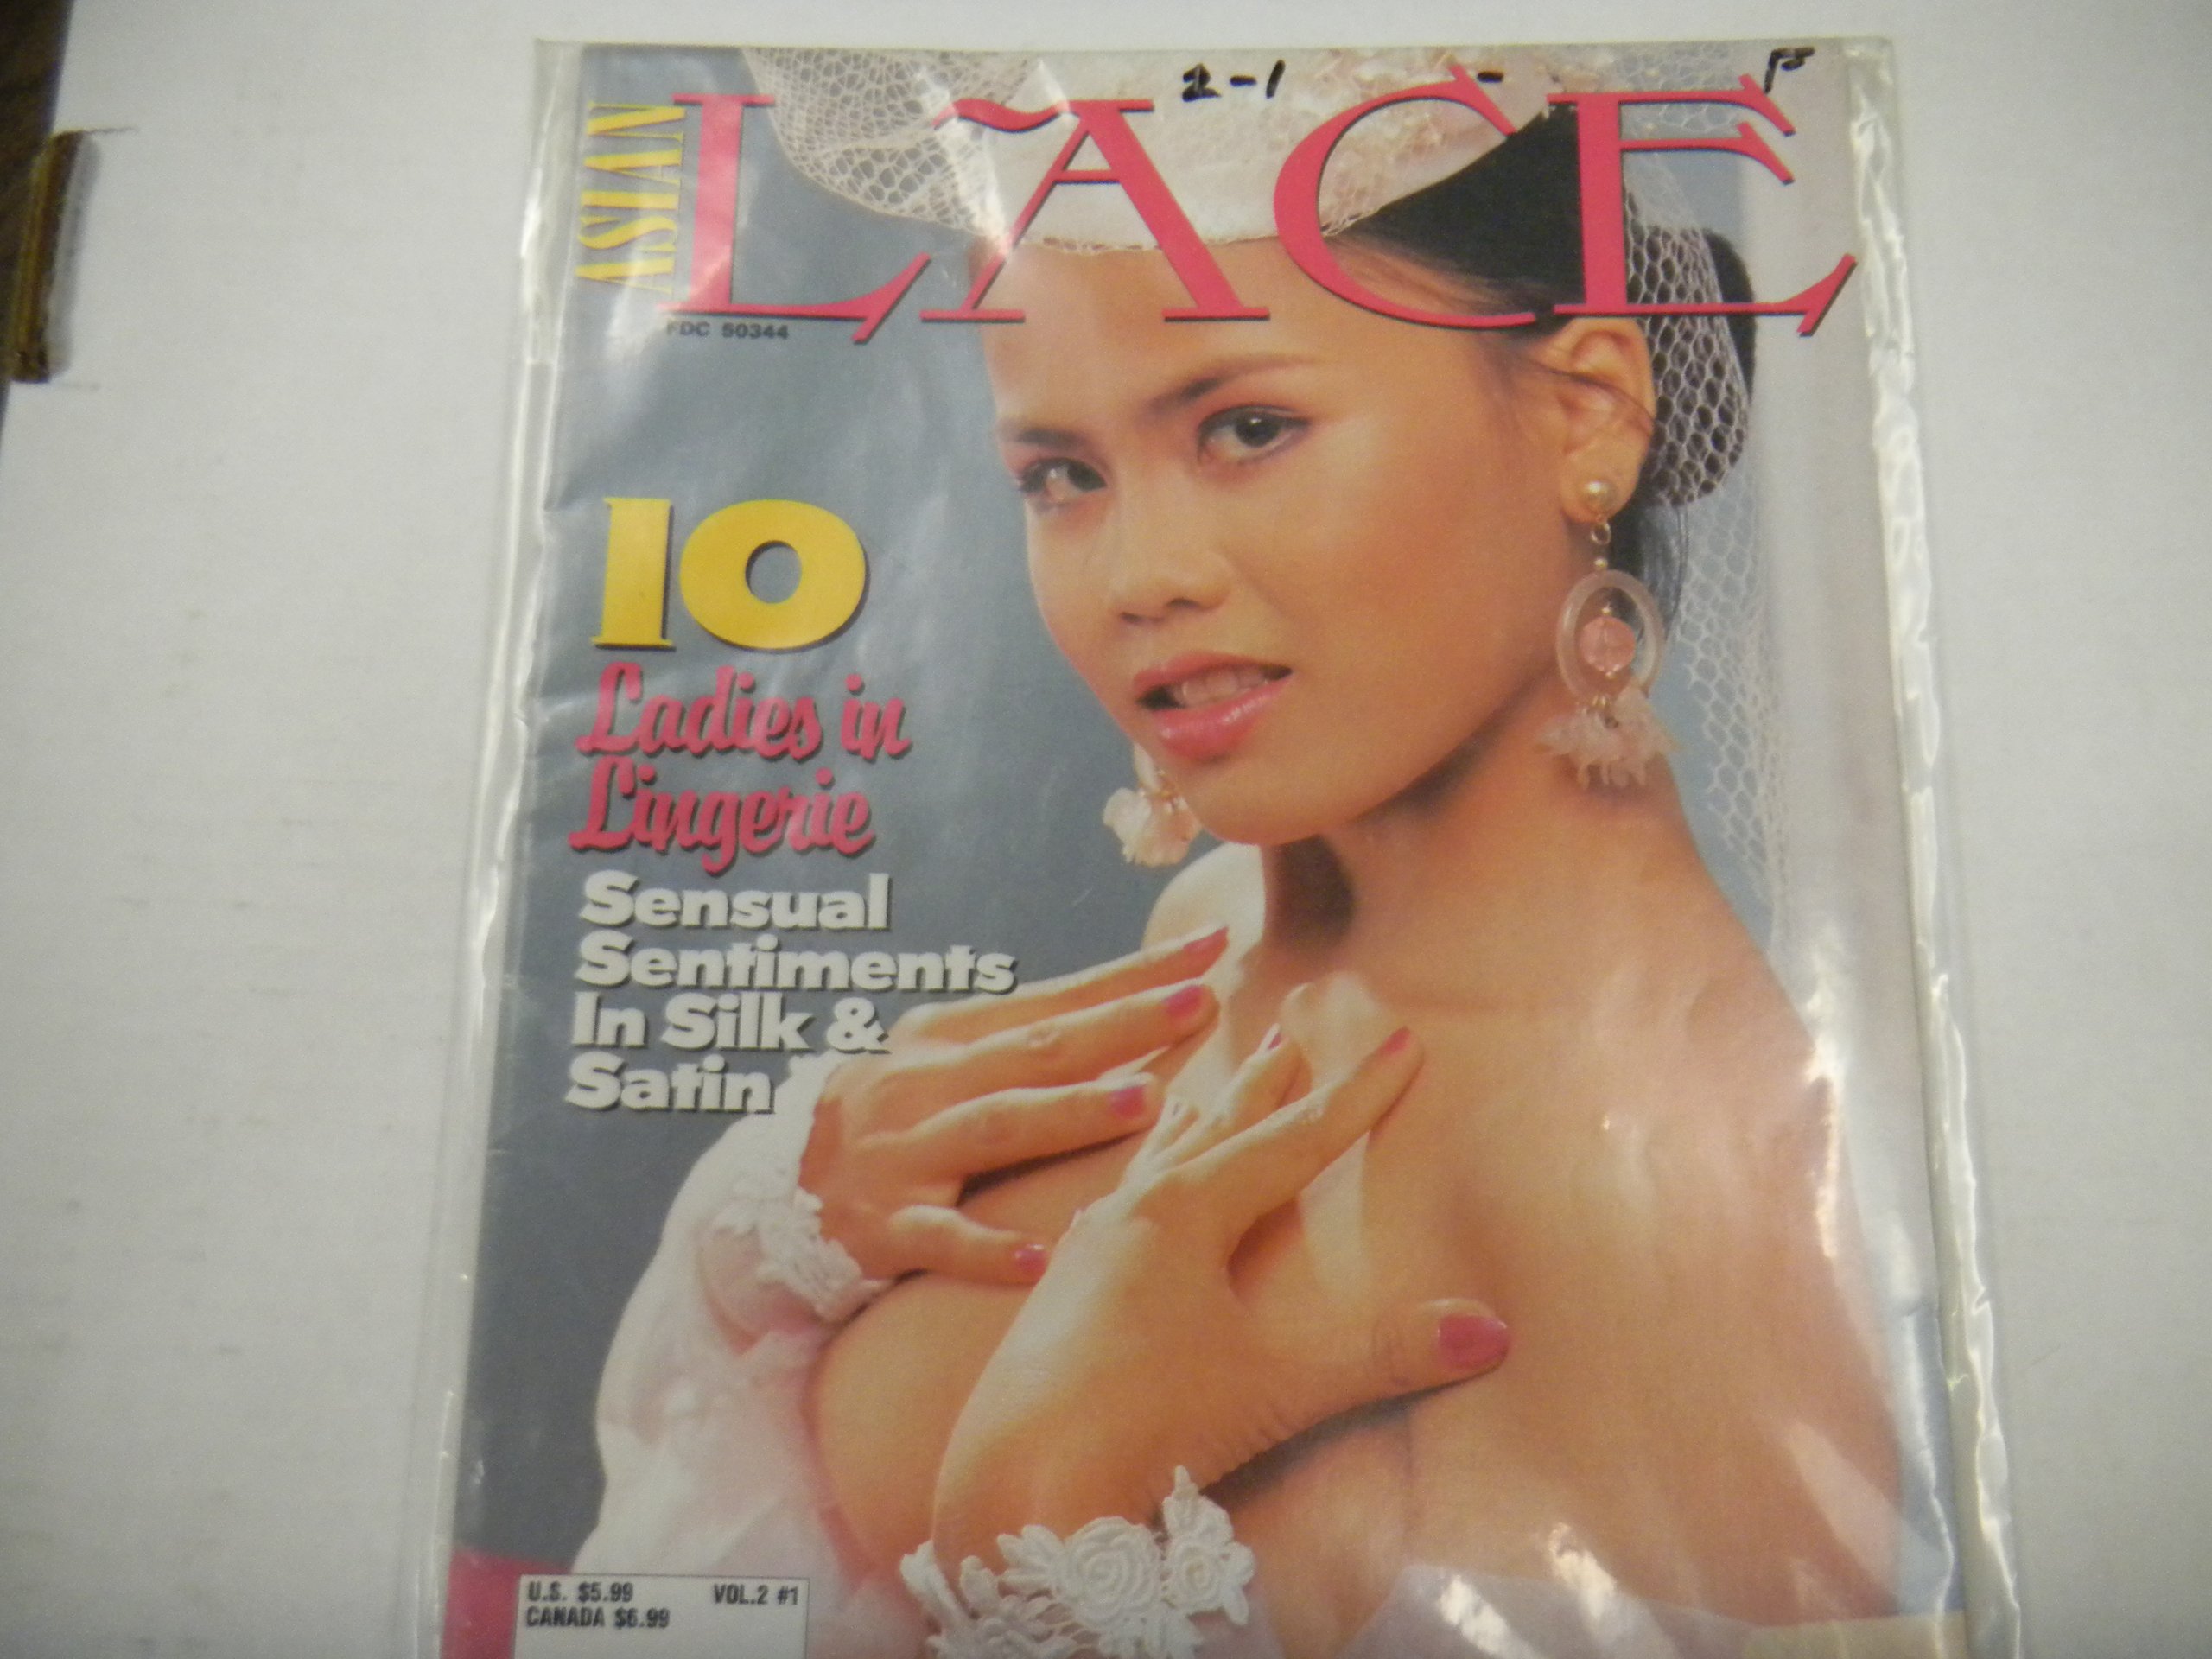 2-1 - 15
ASIAN
LACE
FDC 50344
10
Ladies in
Lingerie
Sensual
Sentiments
In Silk &
Satin
U.S. $5.99 VOL.2 #1
CANADA $6.99